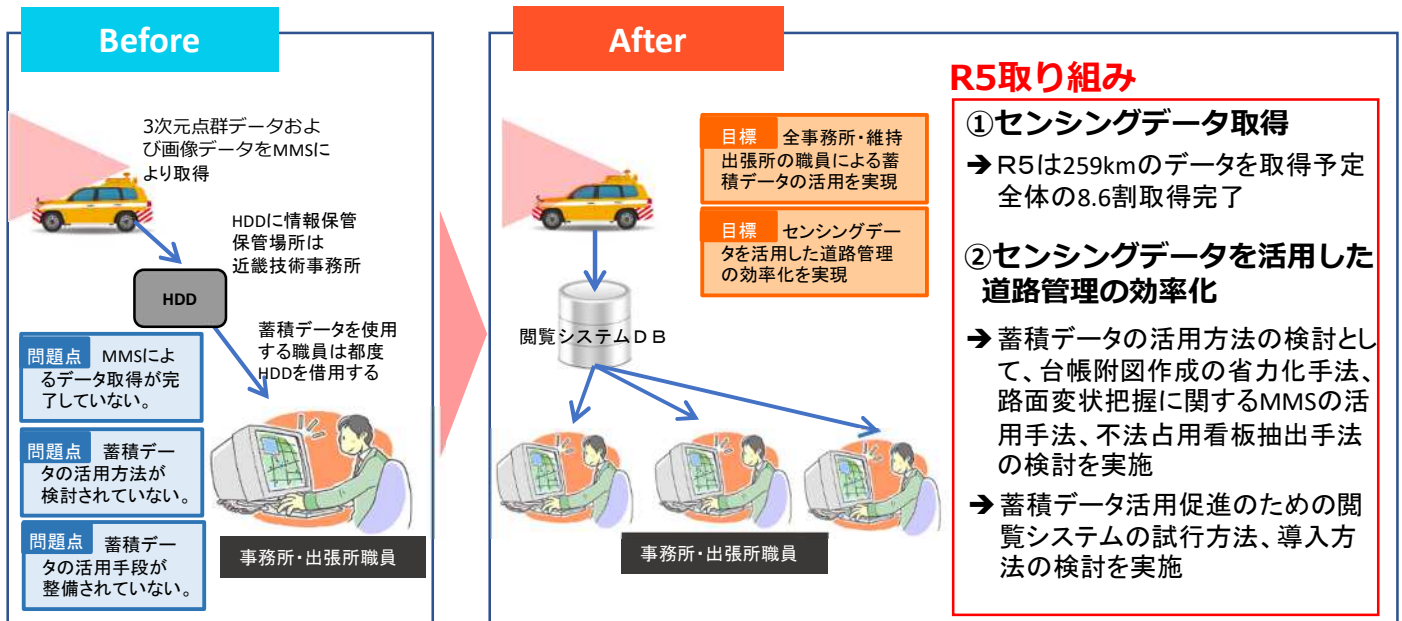 Before
3次元点群データおよ
び画像データをMMSに
より取得
HDDに情報保管
保管場所は
近畿技術事務所
HDD
蓄積データを使用
する職員は都度
HDDを借用する
問題点 MMSによ
るデータ取得が完
了していない。
問題点 蓄積デー
タの活用方法が
検討されていない。
問題点 蓄積デー
タの活用手段が
整備されていない。
事務所・出張所職員
After
目標 全事務所・維持
出張所の職員による蓄
積データの活用を実現
目標 センシングデー
タを活用した道路管理
の効率化を実現
閲覧システムDB
事務所・出張所職員
R5取り組み
①センシングデータ取得
➔R5は259kmのデータを取得予定
全体の8.6割取得完了
②センシングデータを活用した
道路管理の効率化
➔蓄積データの活用方法の検討とし
て、台帳附図作成の省力化手法、
路面変状把握に関するMMSの活
用手法、不法占用看板抽出手法
の検討を実施
➔蓄積データ活用促進のための閲
覧システムの試行方法、導入方
法の検討を実施